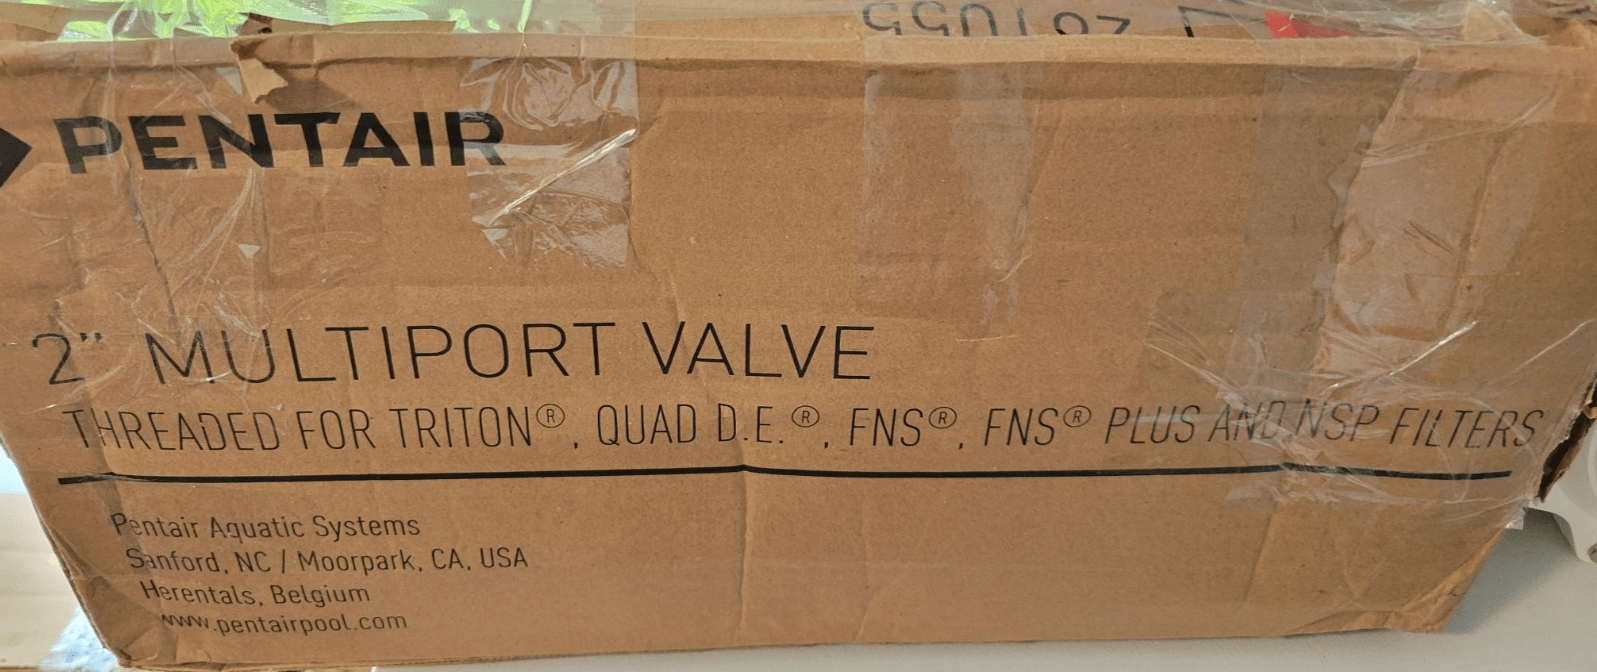 PENTAIR
2" MULTIPORT VALVE
THREADED FOR TRITON®, QUAD D.E.®, FNS®, FNS® PLUS AND NSP FILTERS
Pentair Aquatic Systems
Sanford, NC / Moorpark, CA, USA
Herentals, Belgium
www.pentairpool.com